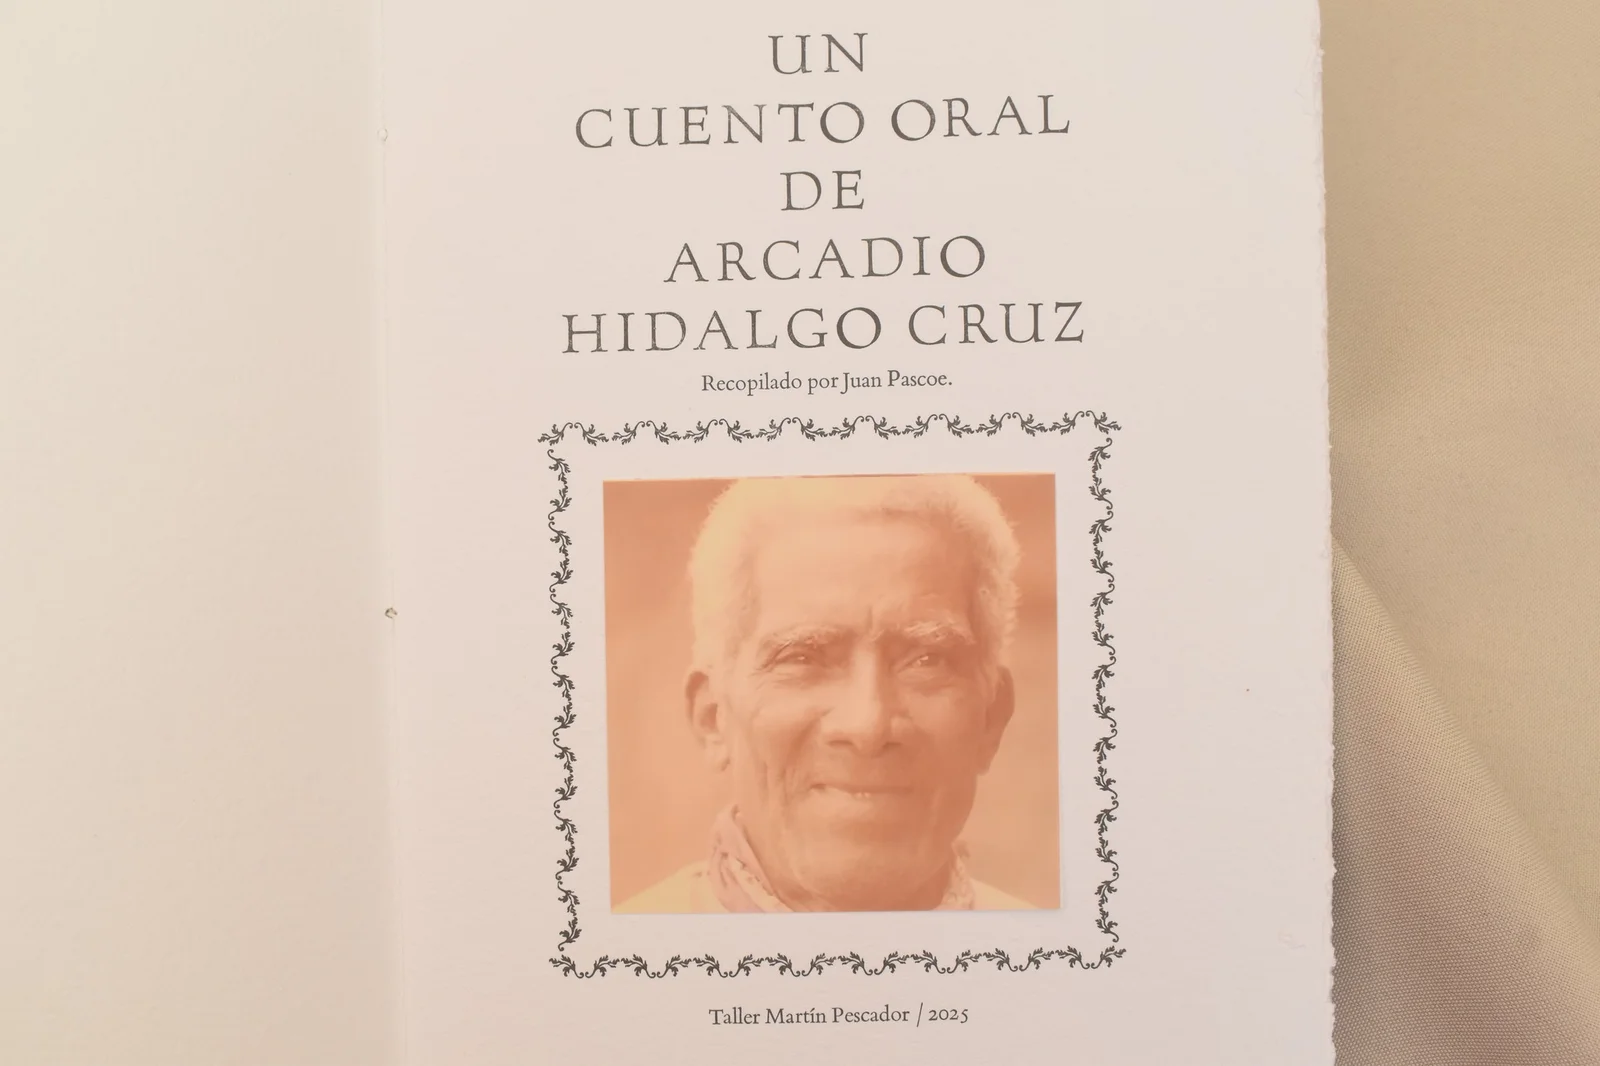 UN
CUENTO ORAL
DE
ARCADIO
HIDALGO CRUZ
Recopilado por Juan Pascoe.
Taller Martín Pescador / 2025